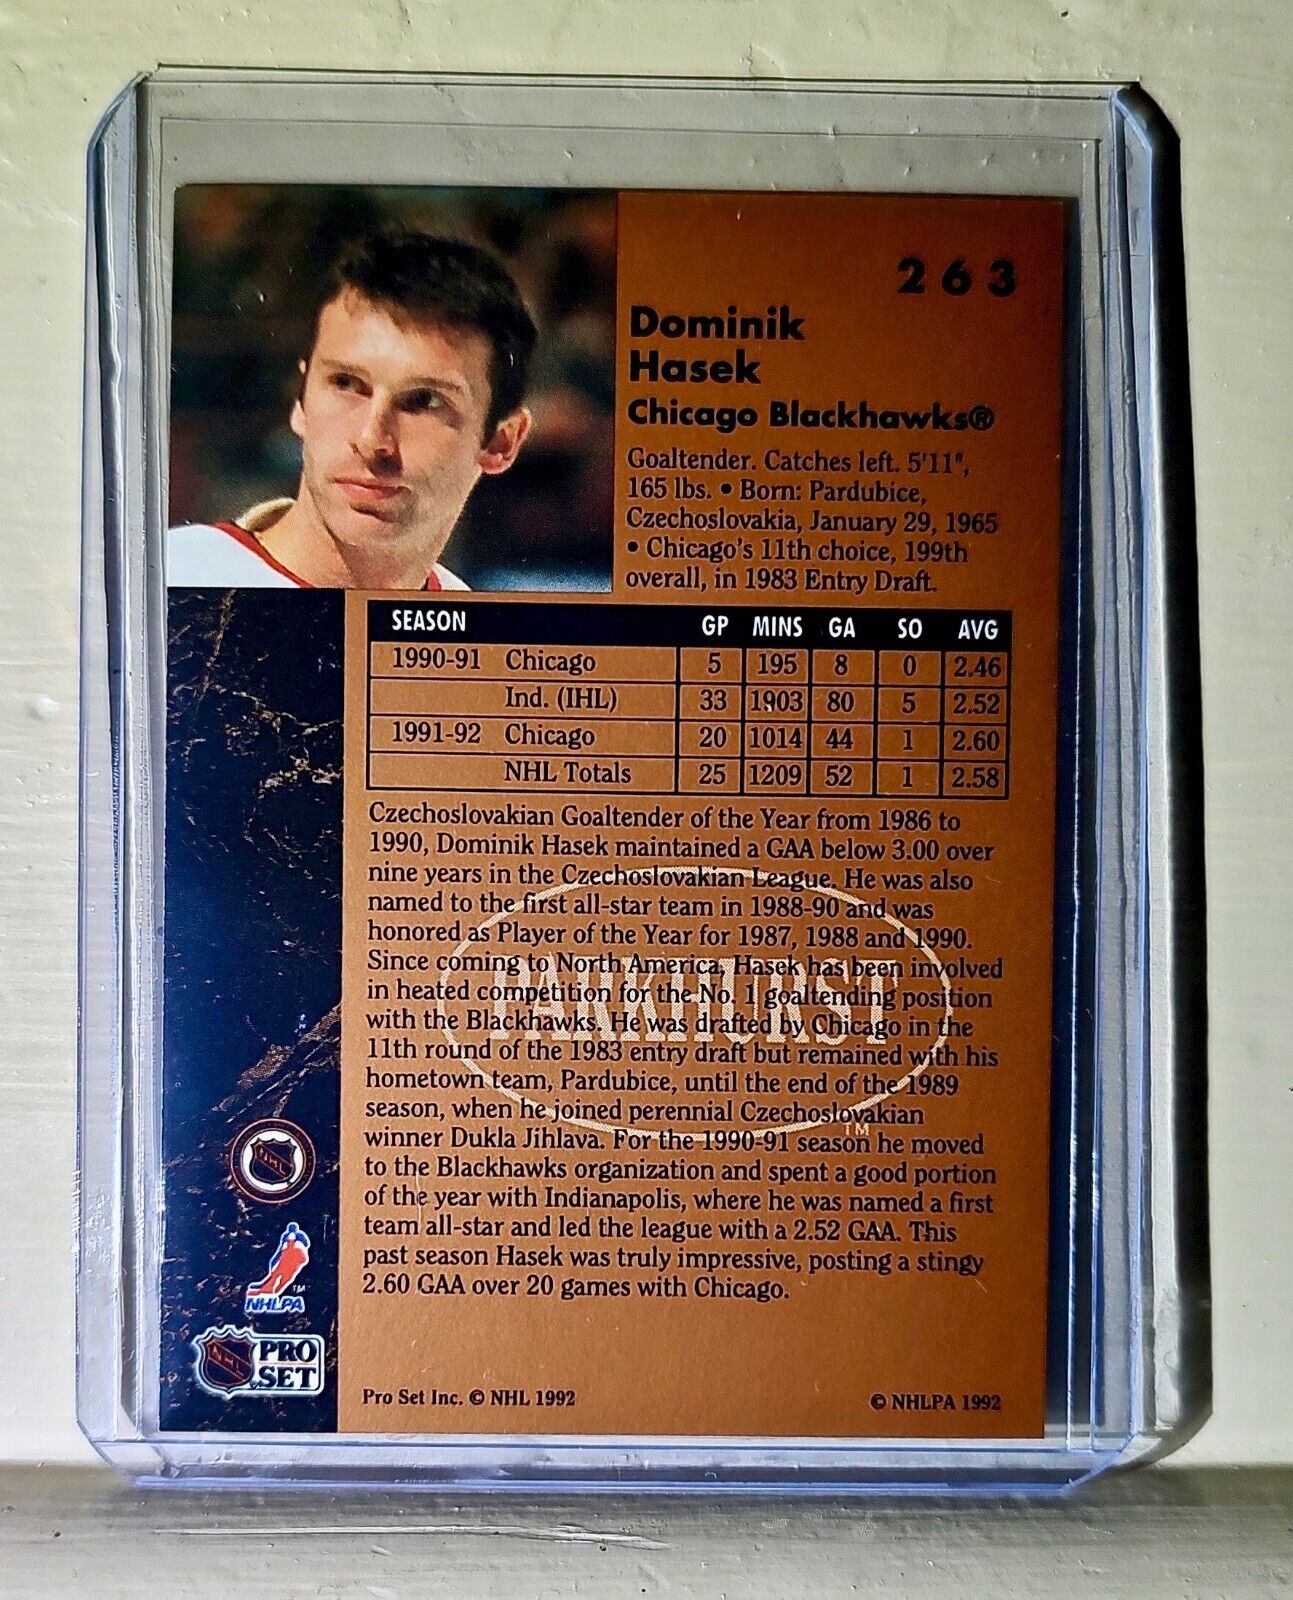 263
Dominik
Hasek
Chicago Blackhawks®
Goaltender. Catches left. 5'11",
165 lbs. • Born: Pardubice,
Czechoslovakia, January 29, 1965
• Chicago's 11th choice, 199th
overall, in 1983 Entry Draft.
SEASON GP MINS GA SO AVG
1990-91 Chicago 5 195 8 0 2.46
Ind. (IHL) 33 1903 80 5 2.52
1991-92 Chicago 20 1014 44 1 2.60
NHL Totals 25 1209 52 1 2.58
Czechoslovakian Goaltender of the Year from 1986 to
1990, Dominik Hasek maintained a GAA below 3.00 over
nine years in the Czechoslovakian League. He was also
named to the first all-star team in 1988-90 and was
honored as Player of the Year for 1987, 1988 and 1990.
Since coming to North America, Hasek has been involved
in heated competition for the No. 1 goaltending position
with the Blackhawks. He was drafted by Chicago in the
11th round of the 1983 entry draft but remained with his
hometown team, Pardubice, until the end of the 1989
season, when he joined perennial Czechoslovakian
winner Dukla Jihlava. For the 1990-91 season he moved
to the Blackhawks organization and spent a good portion
of the year with Indianapolis, where he was named a first
team all-star and led the league with a 2.52 GAA. This
past season Hasek was truly impressive, posting a stingy
2.60 GAA over 20 games with Chicago.
PARKHURST
TM
NHL
TM
NHLPA
NHL PRO
SET
Pro Set Inc. © NHL 1992
© NHLPA 1992